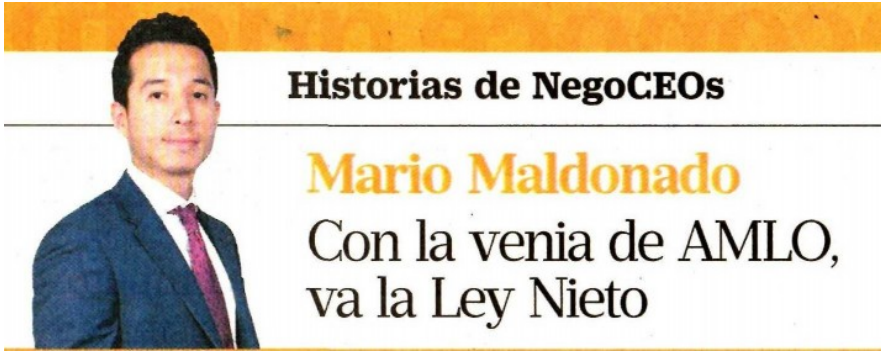 Historias de NegoCEOs
Mario Maldonado
Con la venia de AMLO,
va la Ley Nieto